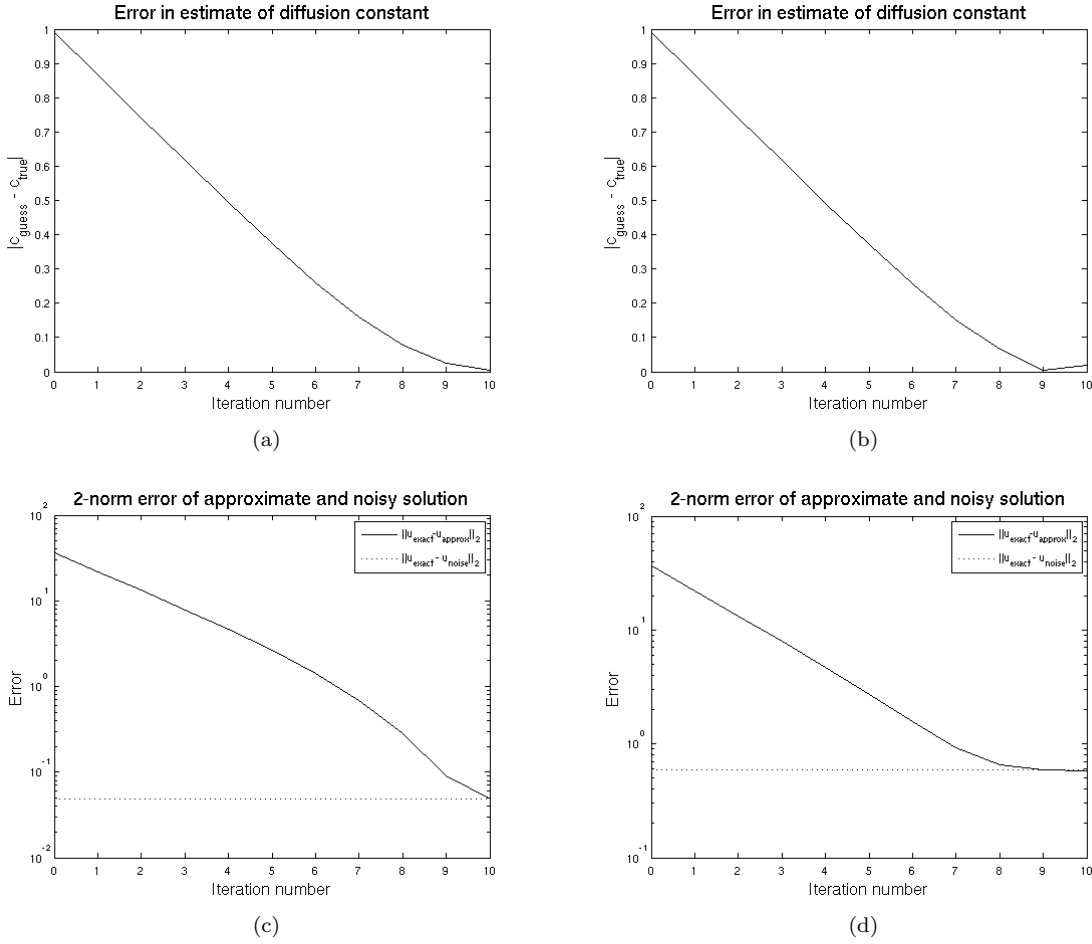 Error in estimate of diffusion constant
1
0.9
0.8
0.7
0.6
0.5
0.4
0.3
0.2
0.1
0
|c_guess - c_true|
0 1 2 3 4 5 6 7 8 9 10
Iteration number
(a)
Error in estimate of diffusion constant
1
0.9
0.8
0.7
0.6
0.5
0.4
0.3
0.2
0.1
0
|c_guess - c_true|
0 1 2 3 4 5 6 7 8 9 10
Iteration number
(b)
2-norm error of approximate and noisy solution
10^2
10^1
10^0
10^-1
10^-2
Error
||u_exact-u_approx||_2
||u_exact - u_noise||_2
0 1 2 3 4 5 6 7 8 9 10
Iteration number
(c)
2-norm error of approximate and noisy solution
10^2
10^1
10^0
10^-1
Error
||u_exact-u_approx||_2
||u_exact - u_noise||_2
0 1 2 3 4 5 6 7 8 9 10
Iteration number
(d)